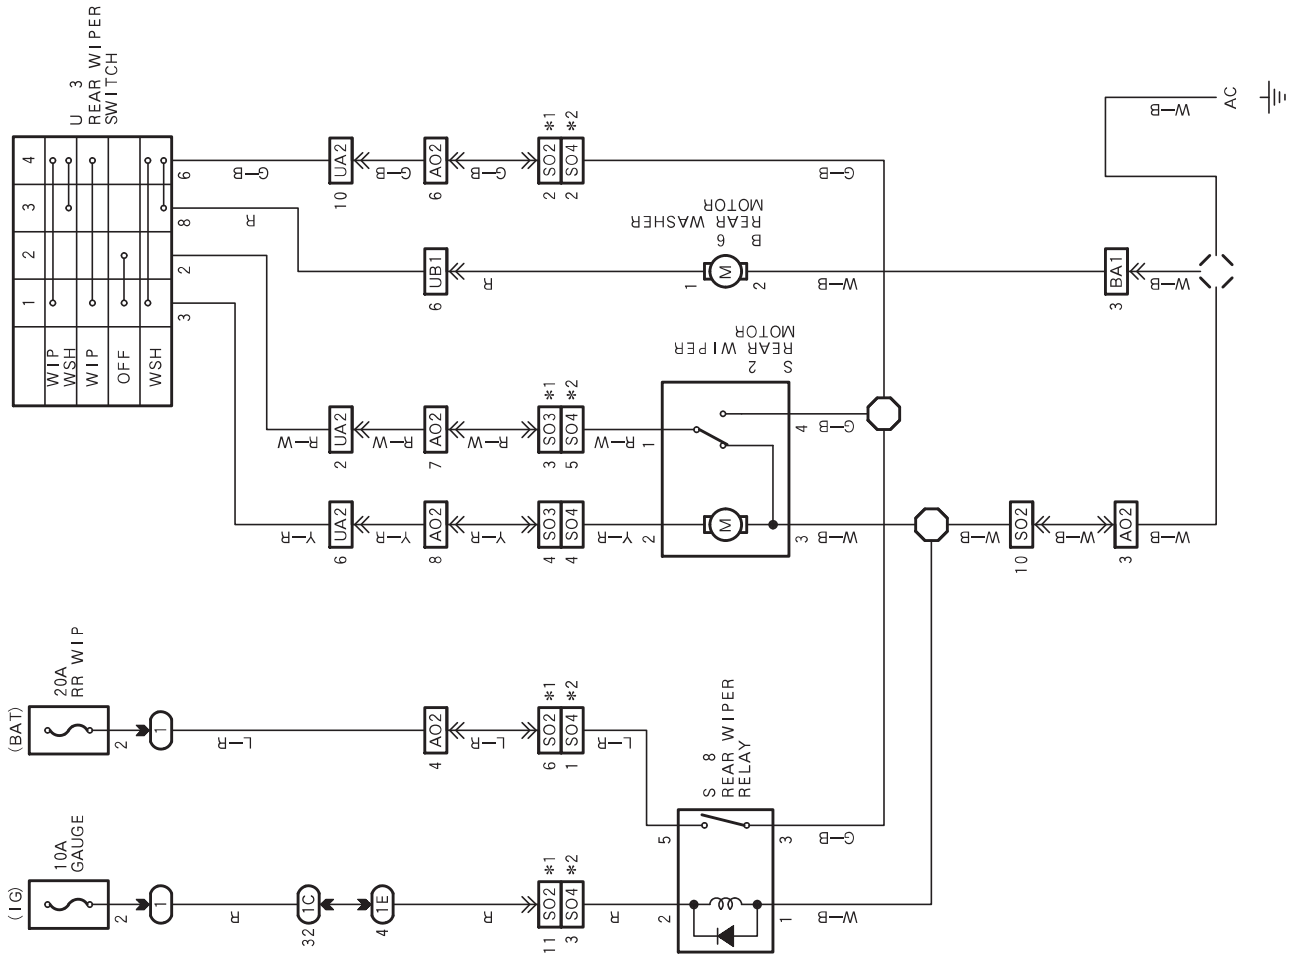 (IG)
10A
GAUGE
2
1
R
32
1C
4
1E
R
11
SO2
*1
3
SO4
*2
R
2
1
W-B
(BAT)
20A
RR WIP
2
1
L-R
4
AO2
L-R
6
SO2
*1
1
SO4
*2
L-R
5
3
G-B
S 8
REAR WIPER
RELAY
U 3
REAR WIPER
SWITCH
1
2
3
4
WIP
WSH
WIP
OFF
WSH
3
2
8
6
Y-R
6
UA2
Y-R
8
AO2
Y-R
4
SO3
4
SO4
Y-R
2
M
3
W-B
R-W
2
UA2
R-W
7
AO2
R-W
3
SO3
*1
5
SO4
*2
R-W
1
4
G-B
S 2
REAR WIPER
MOTOR
R
6
UB1
R
1
M
2
B 6
REAR WASHER
MOTOR
W-B
3
BA1
W-B
G-B
10
UA2
G-B
6
AO2
G-B
2
SO2
*1
2
SO4
*2
G-B
W-B
10
SO2
W-B
3
AO2
W-B
W-B
AC